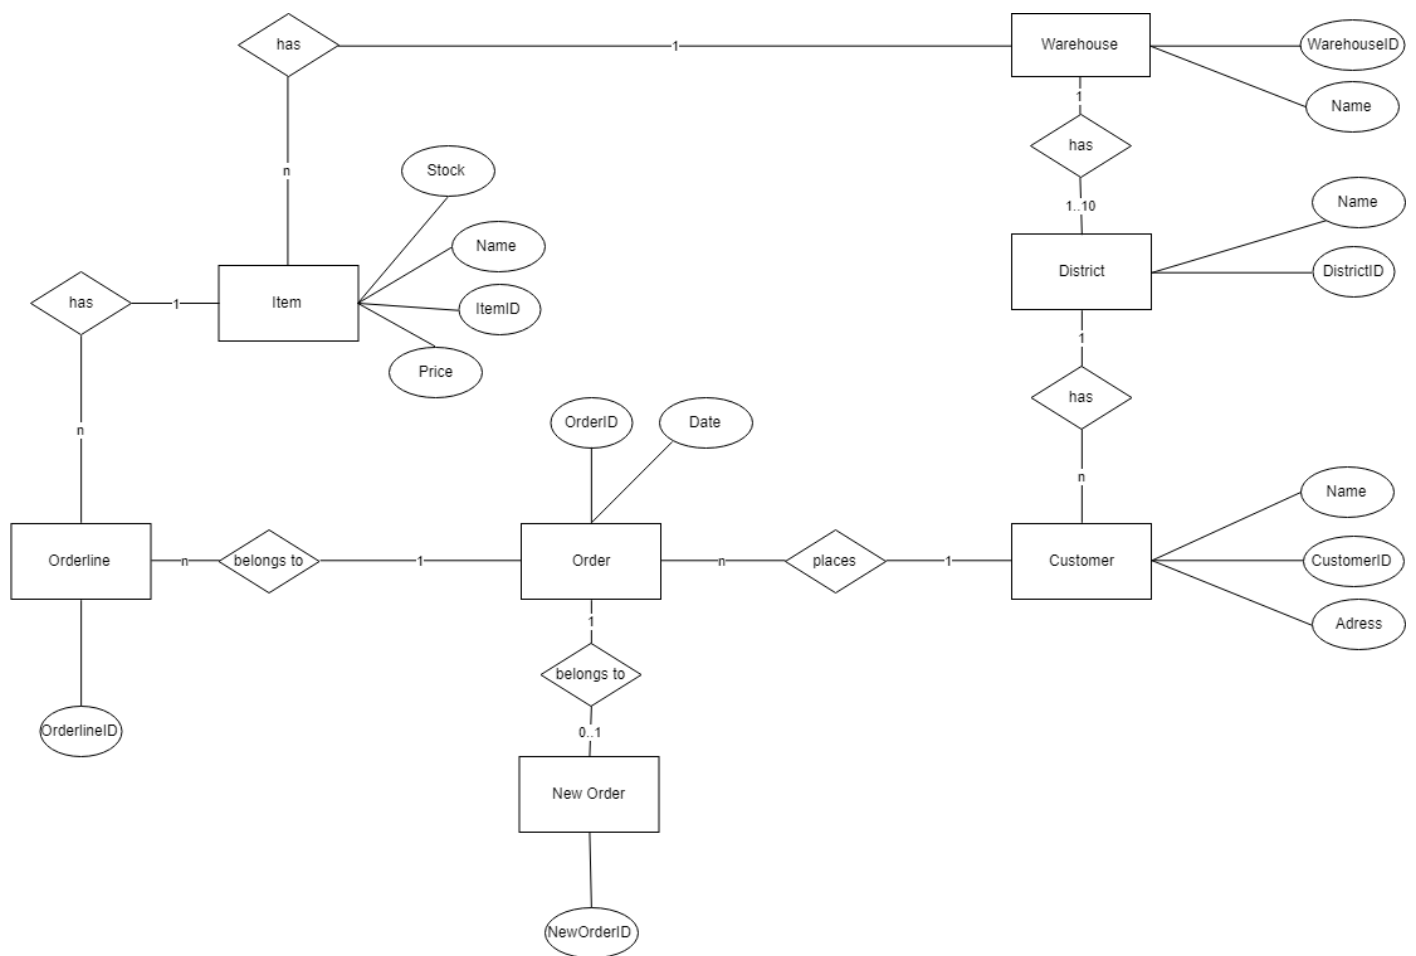 has
1
Warehouse
WarehouseID
Name
1
has
n
Stock
1..10
Name
Name
District
DistrictID
has
1
Item
ItemID
1
Price
has
n
OrderID
Date
n
Name
Orderline
n
belongs to
1
Order
n
places
1
Customer
CustomerID
1
Adress
belongs to
OrderlineID
0..1
New Order
NewOrderID